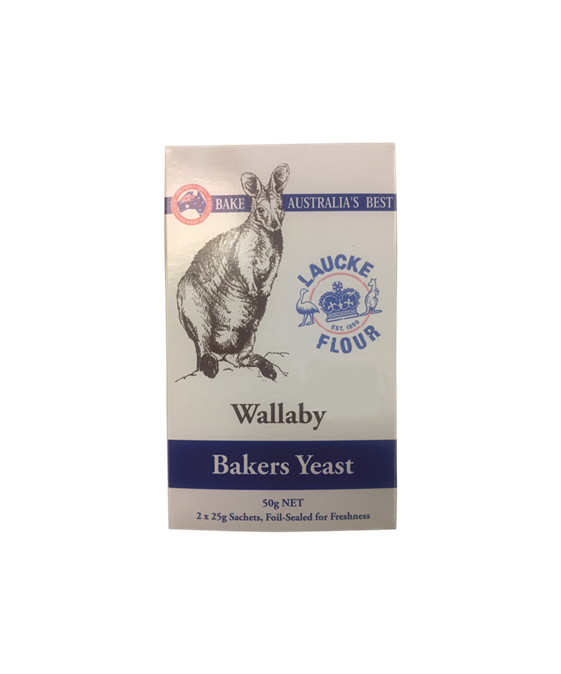 BAKE AUSTRALIA'S BEST
LAUCKE
EST. 1899
FLOUR
Wallaby
Bakers Yeast
50g NET
2 x 25g Sachets, Foil-Sealed for Freshness